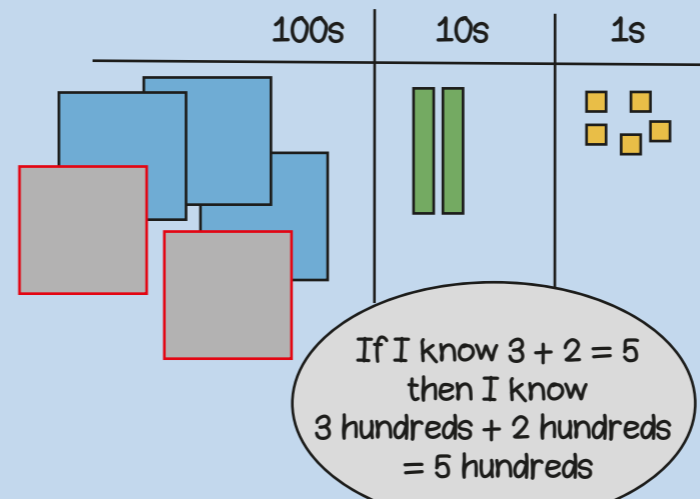 100s 10s 1s
If I know 3 + 2 = 5
then I know
3 hundreds + 2 hundreds
= 5 hundreds